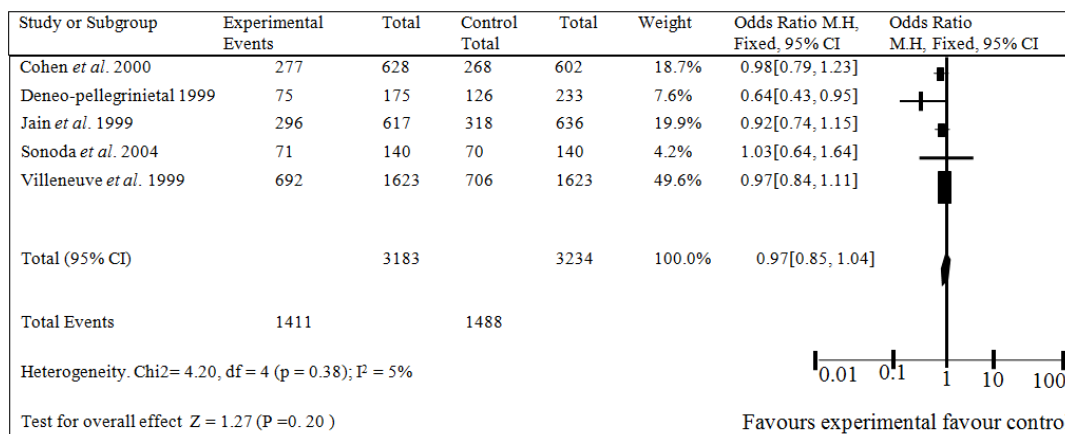 Study or Subgroup Experimental Events Total Control Total Total Weight Odds Ratio M.H, Fixed, 95% CI Odds Ratio M.H, Fixed, 95% CI
Cohen et al. 2000 277 628 268 602 18.7% 0.98[0.79, 1.23]
Deneo-pellegrinietal 1999 75 175 126 233 7.6% 0.64[0.43, 0.95]
Jain et al. 1999 296 617 318 636 19.9% 0.92[0.74, 1.15]
Sonoda et al. 2004 71 140 70 140 4.2% 1.03[0.64, 1.64]
Villeneuve et al. 1999 692 1623 706 1623 49.6% 0.97[0.84, 1.11]
Total (95% CI) 3183 3234 100.0% 0.97[0.85, 1.04]
Total Events 1411 1488
Heterogeneity. Chi2= 4.20, df = 4 (p = 0.38); I² = 5%
0.01 0.1 1 10 100
Test for overall effect Z = 1.27 (P =0. 20 )
Favours experimental favour control